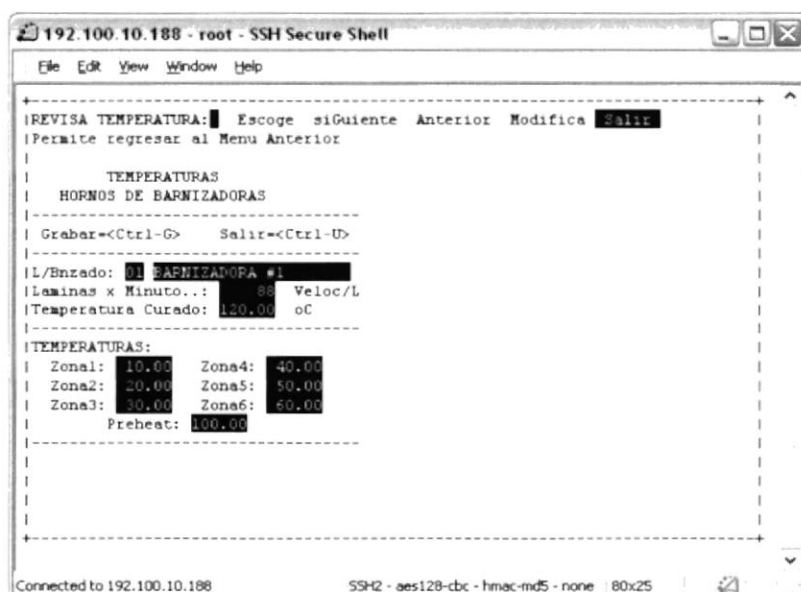 192.100.10.188 - root - SSH Secure Shell
File Edit View Window Help
REVISA TEMPERATURA: Escoge siGuiente Anterior Modifica Salir
Permite regresar al Menu Anterior
TEMPERATURAS
HORNOS DE BARNIZADORAS
Grabar=<Ctrl-G> Salir=<Ctrl-U>
L/Bnzado: 01 BARNIZADORA #1
Laminas x Minuto..: 88 Veloc/L
Temperatura Curado: 120.00 oC
TEMPERATURAS:
Zona1: 10.00 Zona4: 40.00
Zona2: 20.00 Zona5: 50.00
Zona3: 30.00 Zona6: 60.00
Preheat: 100.00
Connected to 192.100.10.188 SSH2 - aes128-cbc - hmac-md5 - none 80x25